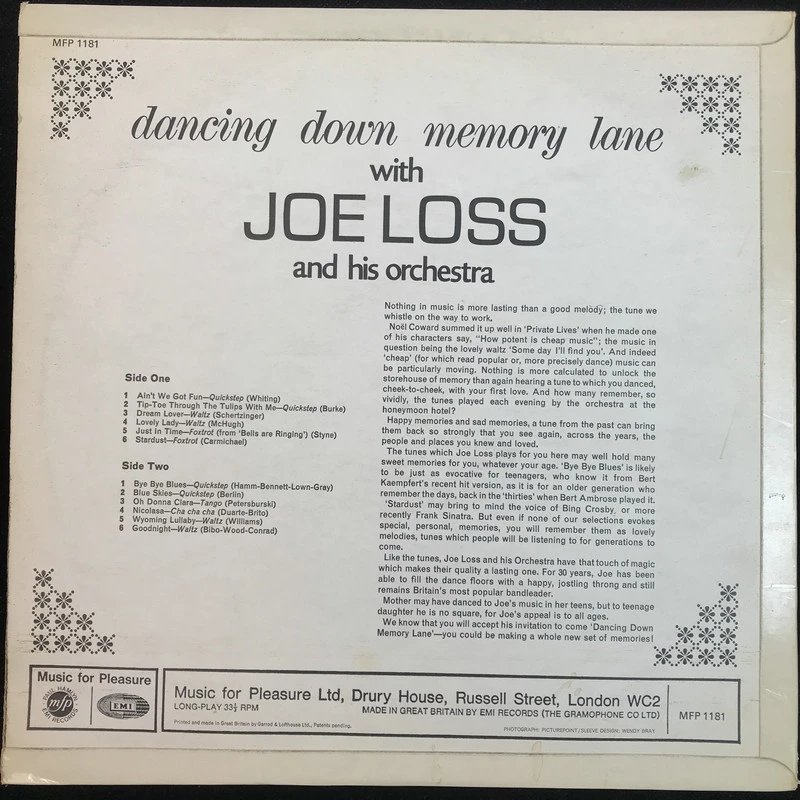 MFP 1181
dancing down memory lane
with
JOE LOSS
and his orchestra
Side One
1 Ain't We Got Fun—Quickstep (Whiting)
2 Tip-Toe Through The Tulips With Me—Quickstep (Burke)
3 Dream Lover—Waltz (Schertzinger)
4 Lovely Lady—Waltz (McHugh)
5 Just in Time—Foxtrot (from 'Bells are Ringing') (Styne)
6 Stardust—Foxtrot (Carmichael)
Side Two
1 Bye Bye Blues—Quickstep (Hamm-Bennett-Lown-Gray)
2 Blue Skies—Quickstep (Berlin)
3 Oh Donna Clara—Tango (Petersburski)
4 Nicolasa—Cha cha cha (Duarte-Brito)
5 Wyoming Lullaby—Waltz (Williams)
6 Goodnight—Waltz (Bibo-Wood-Conrad)
Nothing in music is more lasting than a good melody; the tune we
whistle on the way to work.
Noël Coward summed it up well in 'Private Lives' when he made one
of his characters say, "How potent is cheap music"; the music in
question being the lovely waltz 'Some day I'll find you'. And indeed
'cheap' (for which read popular or, more precisely dance) music can
be particularly moving. Nothing is more calculated to unlock the
storehouse of memory than again hearing a tune to which you danced,
cheek-to-cheek, with your first love. And how many remember, so
vividly, the tunes played each evening by the orchestra at the
honeymoon hotel?
Happy memories and sad memories, a tune from the past can bring
them back so strongly that you see again, across the years, the
people and places you knew and loved.
The tunes which Joe Loss plays for you here may well hold many
sweet memories for you, whatever your age. 'Bye Bye Blues' is likely
to be just as evocative for teenagers, who know it from Bert
Kaempfert's recent hit version, as it is for an older generation who
remember the days, back in the 'thirties' when Bert Ambrose played it.
'Stardust' may bring to mind the voice of Bing Crosby, or more
recently Frank Sinatra. But even if none of our selections evokes
special, personal, memories, you will remember them as lovely
melodies, tunes which people will be listening to for generations to
come.
Like the tunes, Joe Loss and his Orchestra have that touch of magic
which makes their quality a lasting one. For 30 years, Joe has been
able to fill the dance floors with a happy, jostling throng and still
remains Britain's most popular bandleader.
Mother may have danced to Joe's music in her teens, but to teenage
daughter he is no square, for Joe's appeal is to all ages.
We know that you will accept his invitation to come 'Dancing Down
Memory Lane'—you could be making a whole new set of memories!
Music for Pleasure
PAUL HAMLYN
mfp
EMI RECORDS
EMI
Music for Pleasure Ltd, Drury House, Russell Street, London WC2
LONG-PLAY 33⅓ RPM
MADE IN GREAT BRITAIN BY EMI RECORDS (THE GRAMOPHONE CO LTD)
Printed and made in Great Britain by Garrod & Lofthouse Ltd., Patents pending.
PHOTOGRAPH: PICTUREPOINT/SLEEVE DESIGN: WENDY BRAY
MFP 1181